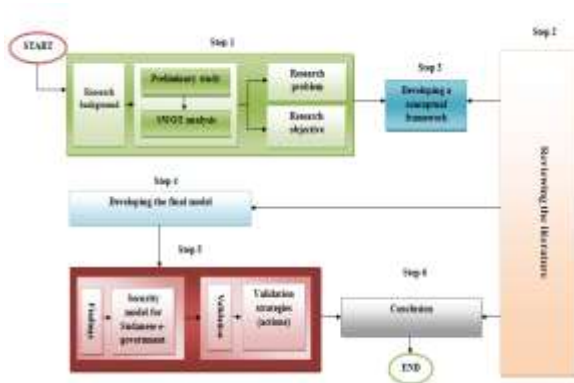 START
Step 1
Research
background
Preliminary study
SWOT analysis
Research
problem
Research
objective
Step 2
Reviewing the literature
Step 3
Developing a
conceptual
framework
Step 4
Developing the final model
Step 5
Findings
Security model for
Sudanese e-
government
Validation
Validation
strategies
(actions)
Step 6
Conclusion
END